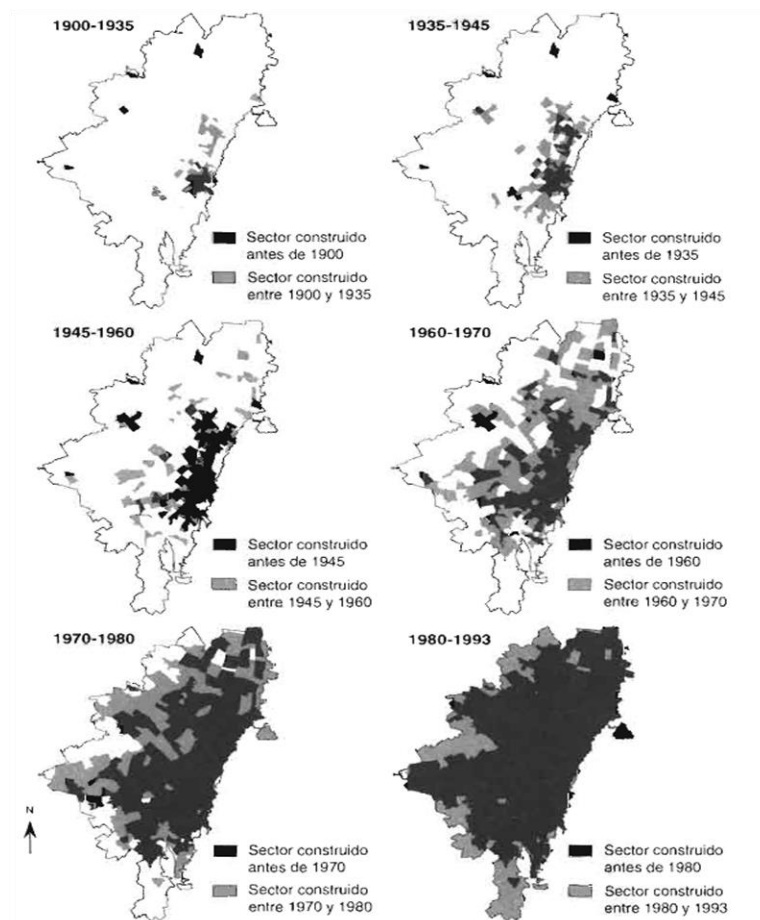 1900-1935
Sector construido
antes de 1900
Sector construido
entre 1900 y 1935
1935-1945
Sector construido
antes de 1935
Sector construido
entre 1935 y 1945
1945-1960
Sector construido
antes de 1945
Sector construido
entre 1945 y 1960
1960-1970
Sector construido
antes de 1960
Sector construido
entre 1960 y 1970
1970-1980
N
Sector construido
antes de 1970
Sector construido
entre 1970 y 1980
1980-1993
Sector construido
antes de 1980
Sector construido
entre 1980 y 1993